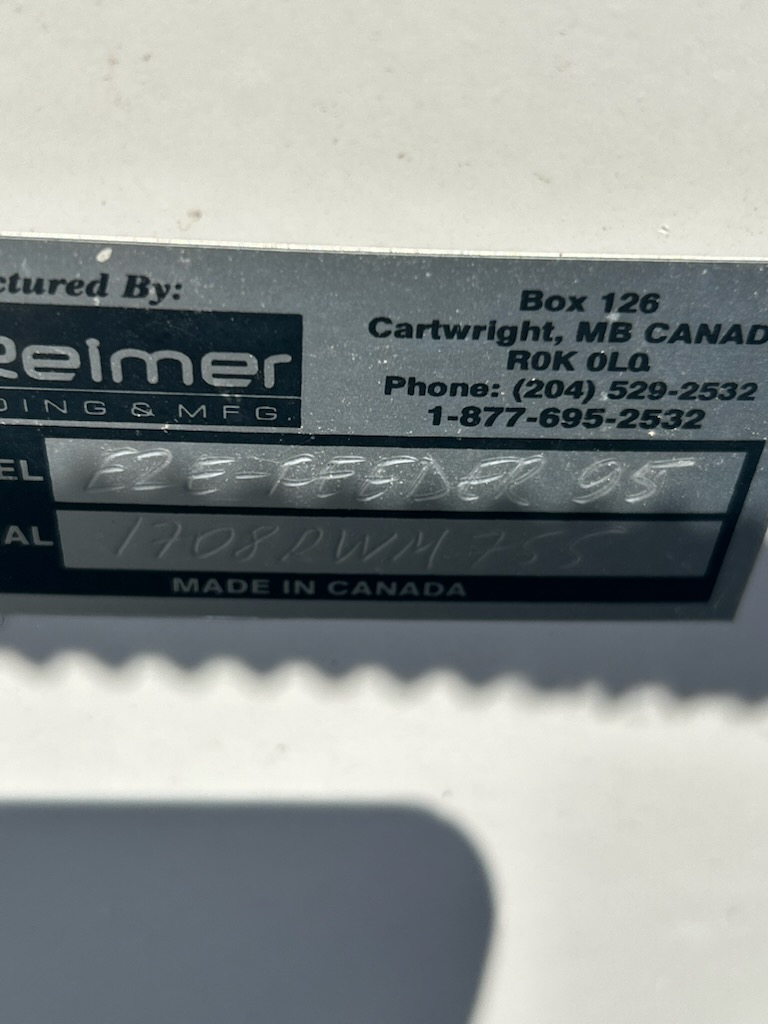 ctured By:
Reimer
DING & MFG.
Box 126
Cartwright, MB CANAD
R0K 0L0
Phone: (204) 529-2532
1-877-695-2532
EL EZE-FEEDER 95
AL 1708RWM755
MADE IN CANADA